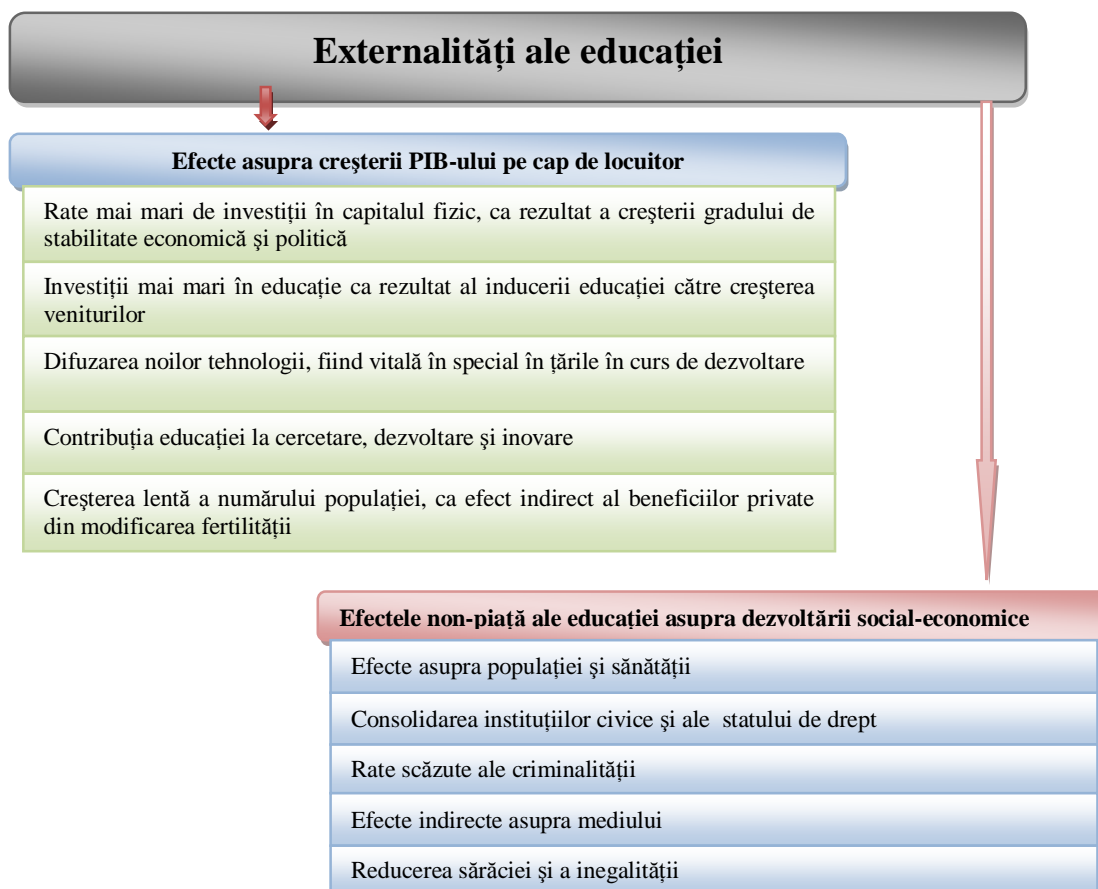 Externalități ale educației
Efecte asupra creşterii PIB-ului pe cap de locuitor
Rate mai mari de investiții în capitalul fizic, ca rezultat a creşterii gradului de
stabilitate economică şi politică
Investiții mai mari în educație ca rezultat al inducerii educației către creşterea
veniturilor
Difuzarea noilor tehnologii, fiind vitală în special în țările în curs de dezvoltare
Contribuția educației la cercetare, dezvoltare şi inovare
Creşterea lentă a numărului populației, ca efect indirect al beneficiilor private
din modificarea fertilității
Efectele non-piață ale educației asupra dezvoltării social-economice
Efecte asupra populației şi sănătății
Consolidarea instituțiilor civice şi ale statului de drept
Rate scăzute ale criminalității
Efecte indirecte asupra mediului
Reducerea sărăciei şi a inegalității